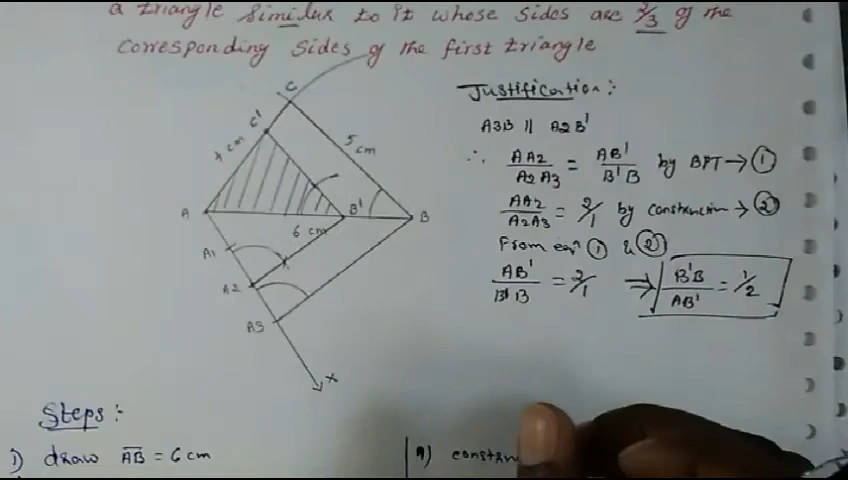 a triangle similar to it whose sides are 2/3 of the
corresponding sides of the first triangle
C
C'
4 cm
5 cm
A
B'
B
6 cm
A1
A2
A3
X
Justification:
A3B || A2B'
∴ AA2/A2A3 = AB'/B'B by BPT → ①
AA2/A2A3 = 2/1 by construction → ②
From eqn ① & ②
AB'/B'B = 2/1 ⇒ B'B/AB' = 1/2
Steps:-
1) draw AB = 6 cm